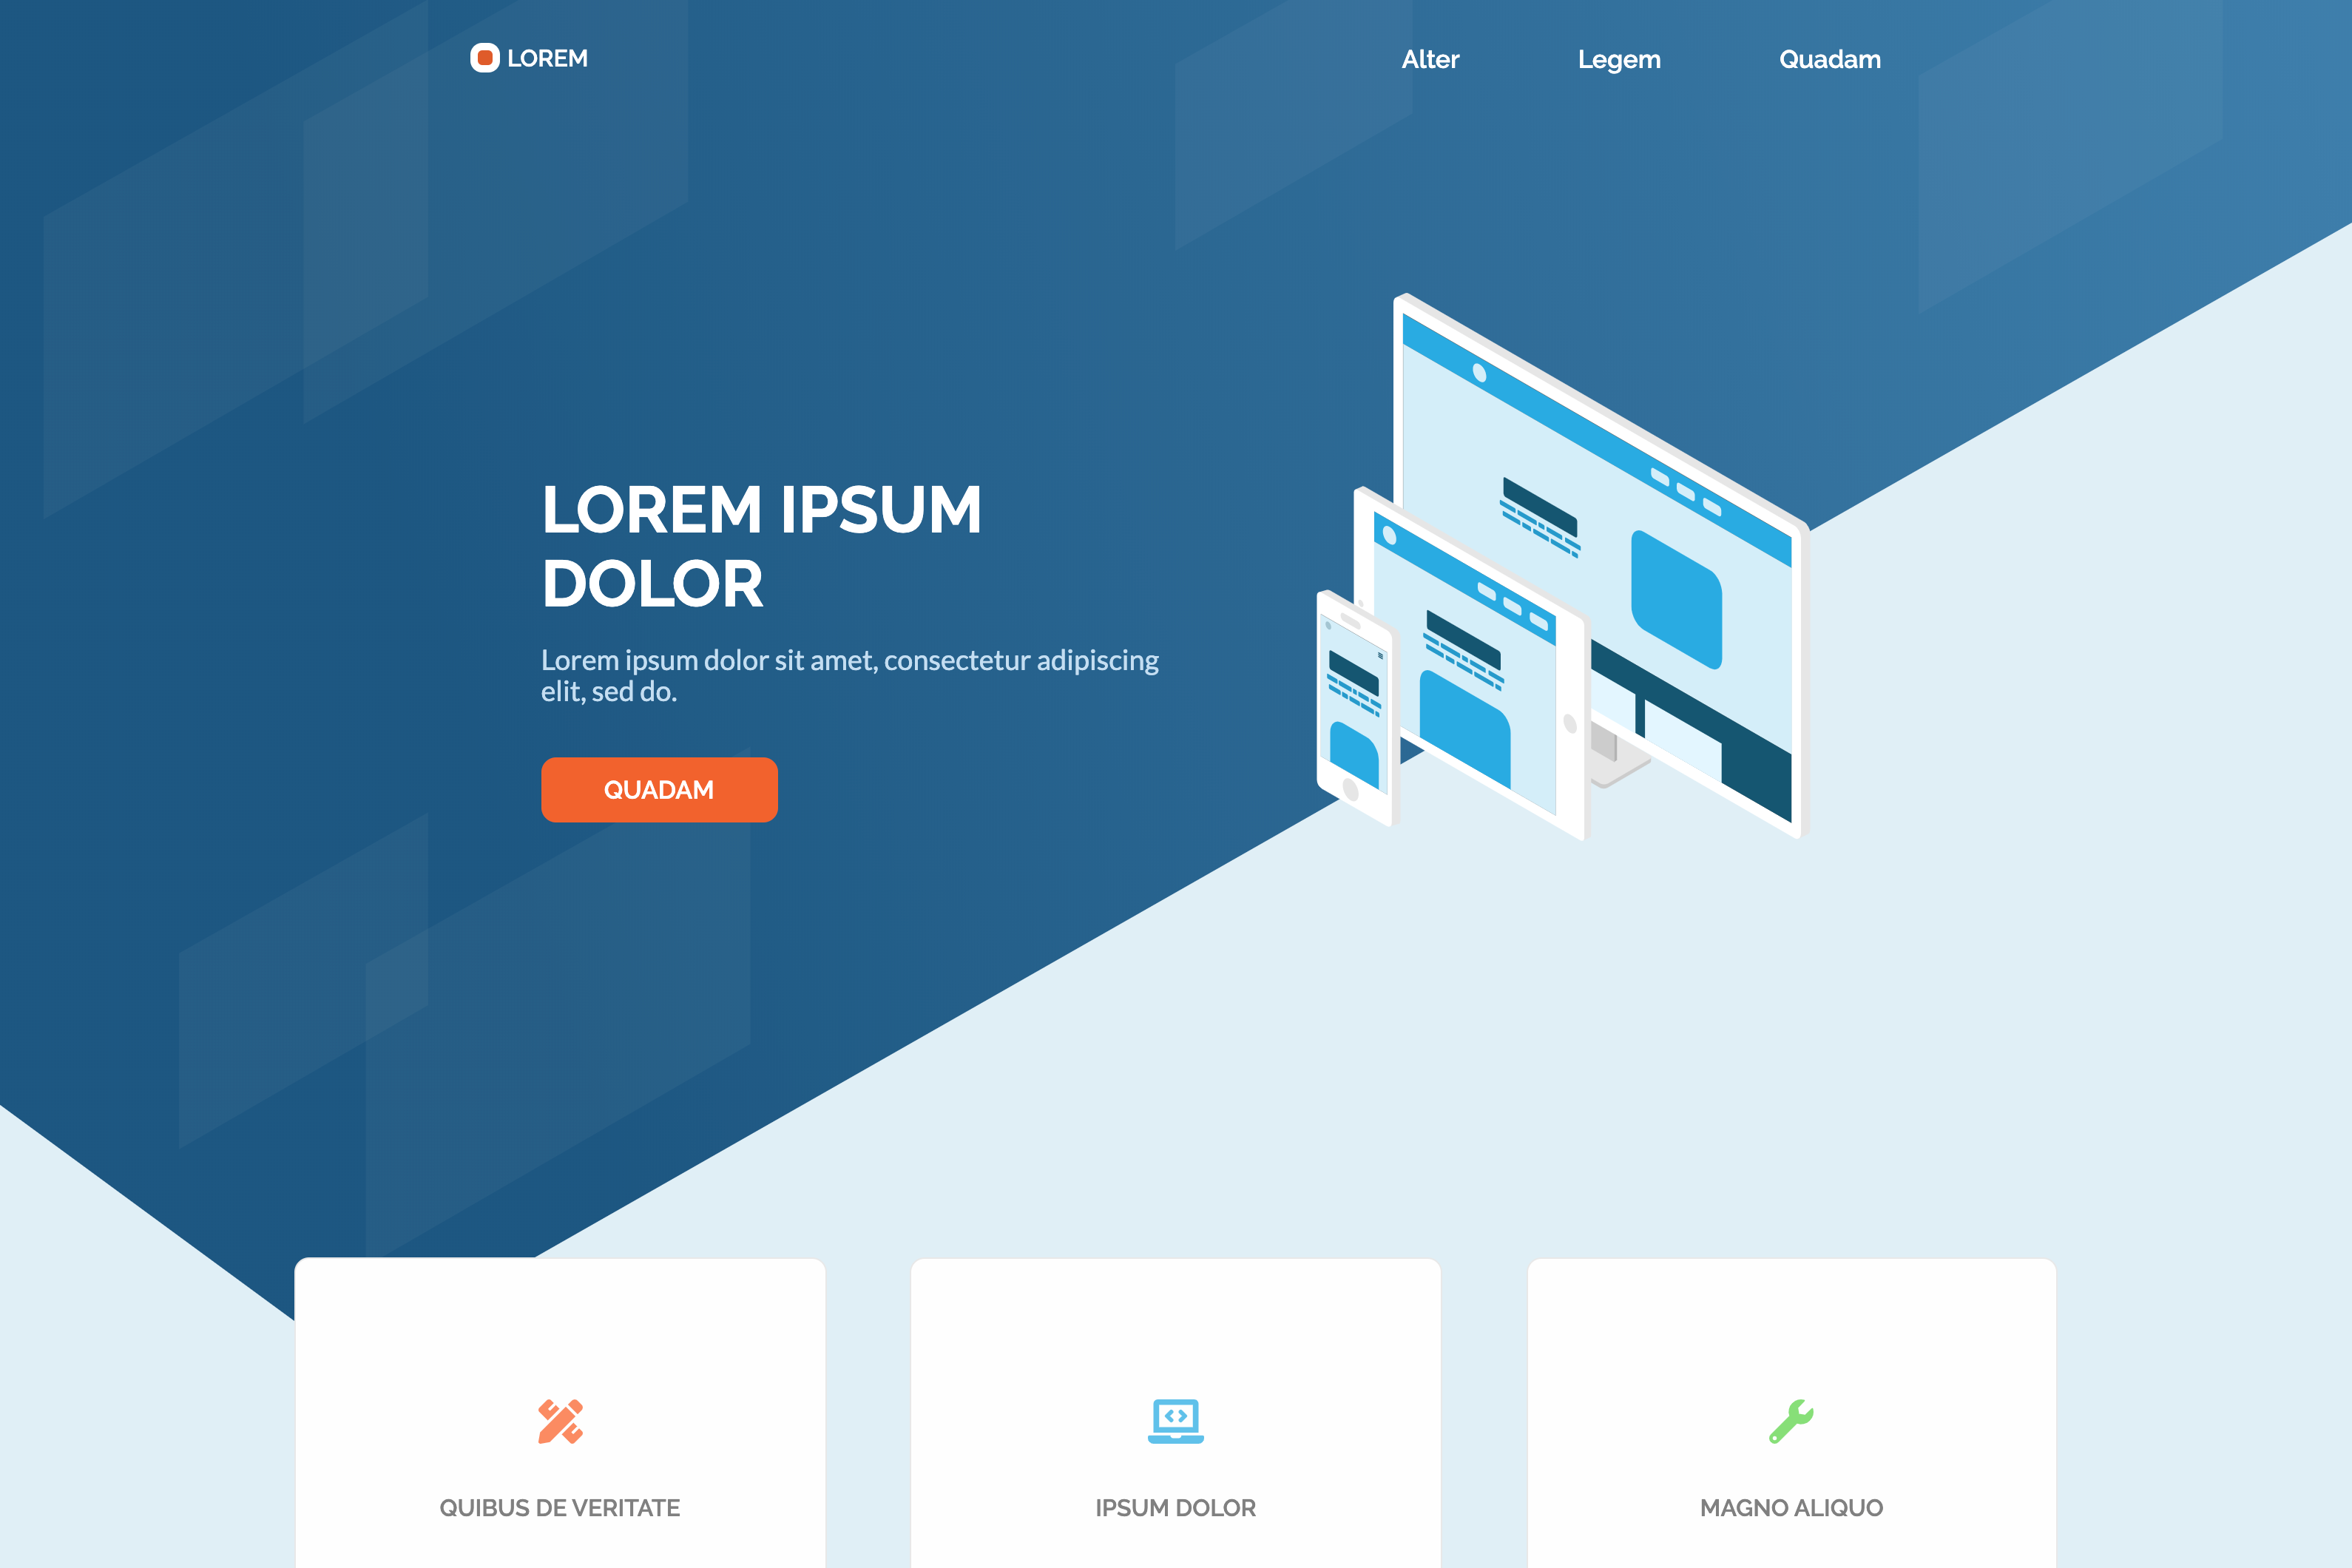 LOREM
Alter
Legem
Quadam
LOREM IPSUM
DOLOR
Lorem ipsum dolor sit amet, consectetur adipiscing
elit, sed do.
QUADAM
QUIBUS DE VERITATE
IPSUM DOLOR
MAGNO ALIQUO